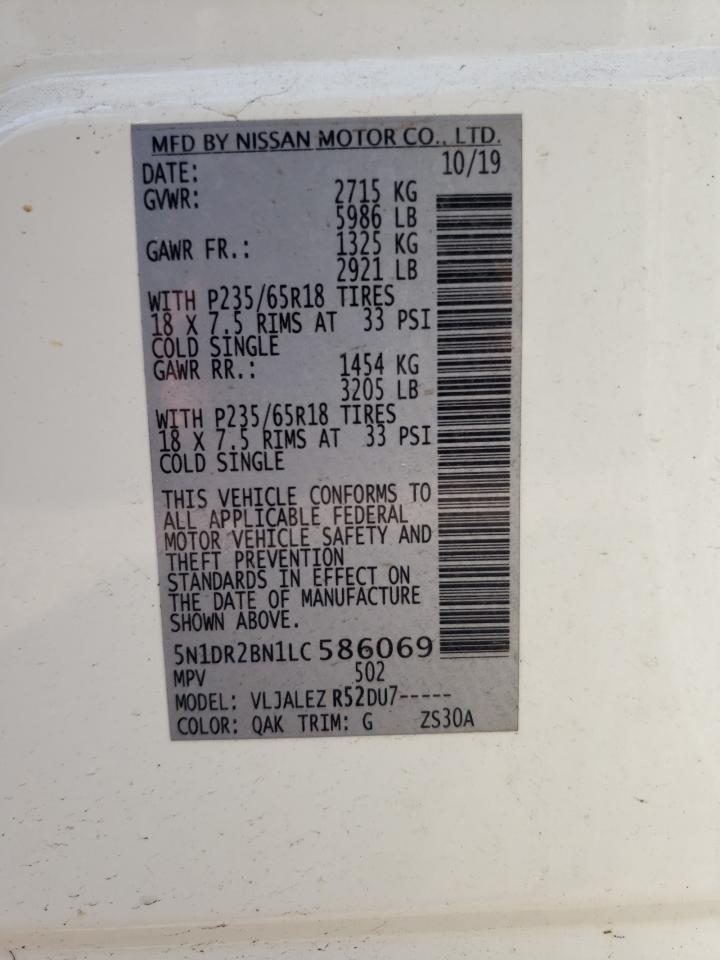 MFD BY NISSAN MOTOR CO., LTD.
DATE: 10/19
GVWR: 2715 KG
5986 LB
GAWR FR.: 1325 KG
2921 LB
WITH P235/65R18 TIRES
18 X 7.5 RIMS AT 33 PSI
COLD SINGLE
GAWR RR.: 1454 KG
3205 LB
WITH P235/65R18 TIRES
18 X 7.5 RIMS AT 33 PSI
COLD SINGLE
THIS VEHICLE CONFORMS TO
ALL APPLICABLE FEDERAL
MOTOR VEHICLE SAFETY AND
THEFT PREVENTION
STANDARDS IN EFFECT ON
THE DATE OF MANUFACTURE
SHOWN ABOVE.
5N1DR2BN1LC 586069
MPV 502
MODEL: VLJALEZ R52DU7-----
COLOR: QAK TRIM: G ZS30A